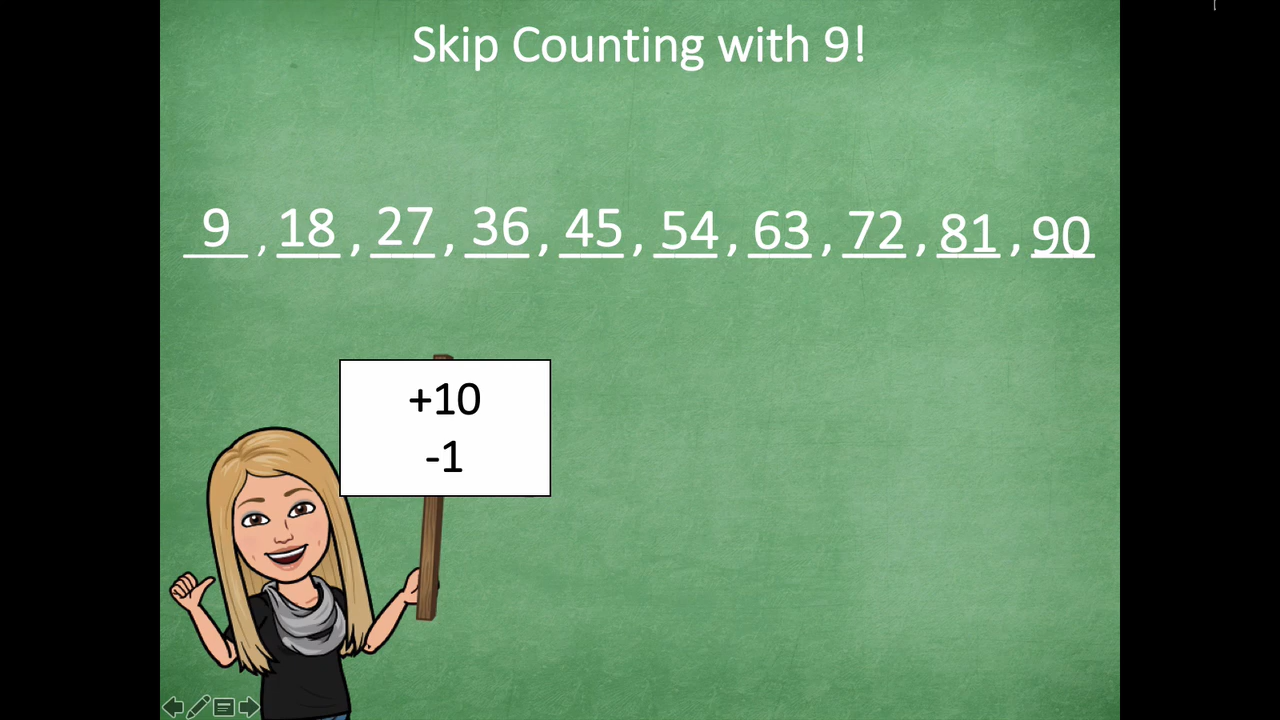 Skip Counting with 9!
9 , 18 , 27 , 36 , 45 , 54 , 63 , 72 , 81 , 90
+10
-1